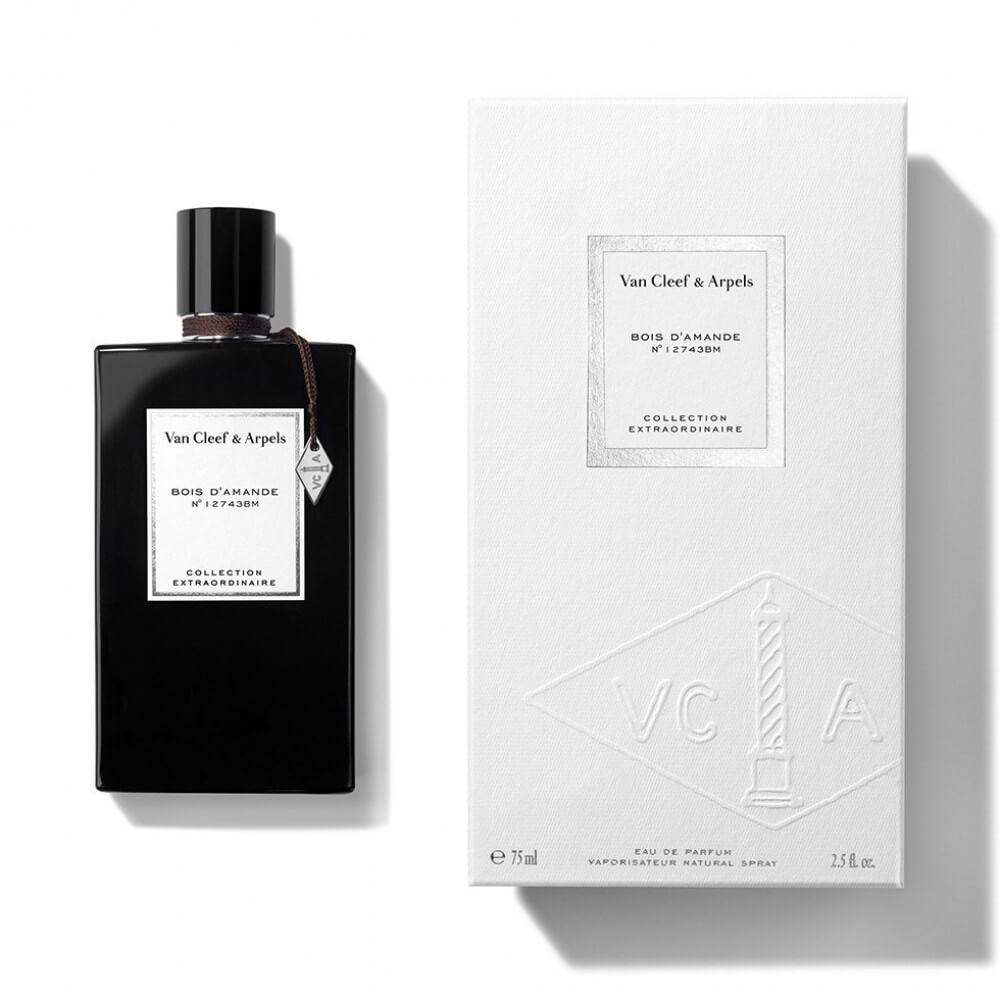 Van Cleef & Arpels
BOIS D'AMANDE
N° 12743BM
COLLECTION
EXTRAORDINAIRE
VC A
Van Cleef & Arpels
BOIS D'AMANDE
N° 12743BM
COLLECTION
EXTRAORDINAIRE
VC A
℮ 75 ml
EAU DE PARFUM
VAPORISATEUR NATURAL SPRAY
2.5 fl. oz.